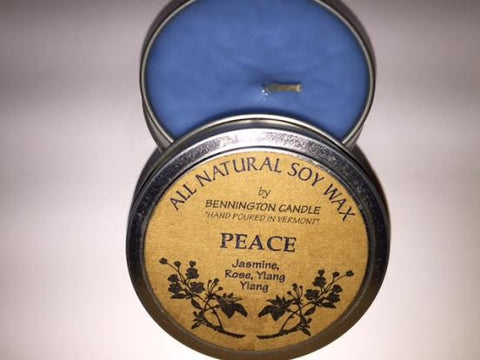 ALL NATURAL SOY WAX
by
BENNINGTON CANDLE
"HAND POURED IN VERMONT"
PEACE
Jasmine,
Rose, Ylang
Ylang